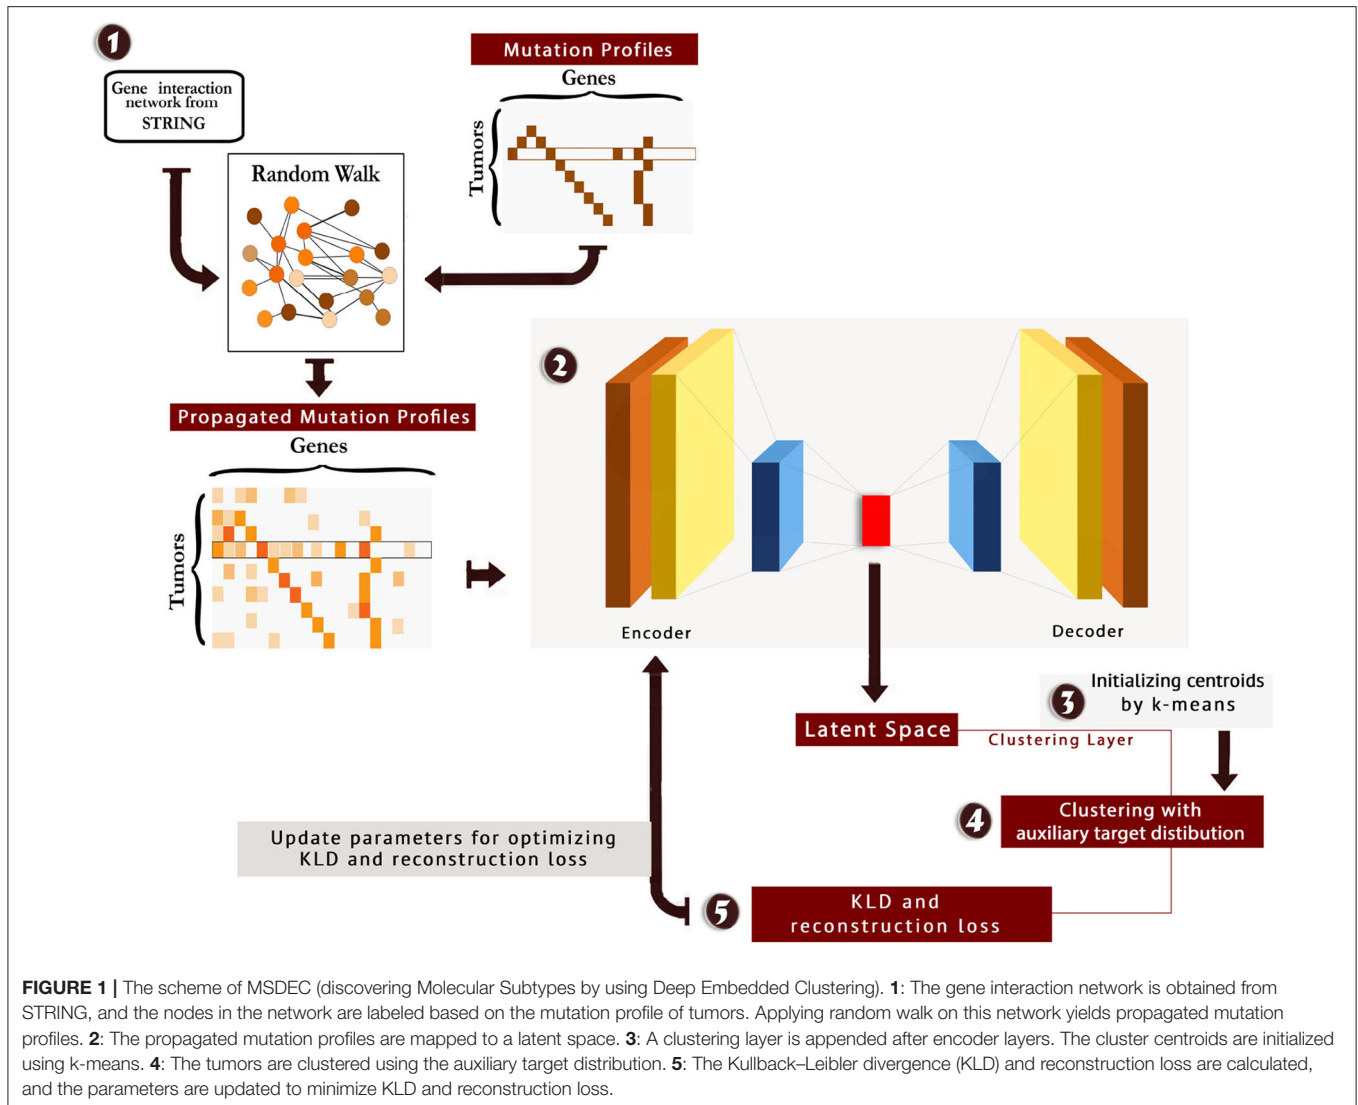 1
Gene interaction
network from
STRING
Mutation Profiles
Genes
Tumors
Random Walk
Propagated Mutation Profiles
Genes
Tumors
2
Encoder
Decoder
3
Initializing centroids
by k-means
Latent Space
Clustering Layer
4
Clustering with
auxiliary target distibution
Update parameters for optimizing
KLD and reconstruction loss
5
KLD and
reconstruction loss
FIGURE 1 | The scheme of MSDEC (discovering Molecular Subtypes by using Deep Embedded Clustering). 1: The gene interaction network is obtained from
STRING, and the nodes in the network are labeled based on the mutation profile of tumors. Applying random walk on this network yields propagated mutation
profiles. 2: The propagated mutation profiles are mapped to a latent space. 3: A clustering layer is appended after encoder layers. The cluster centroids are initialized
using k-means. 4: The tumors are clustered using the auxiliary target distribution. 5: The Kullback–Leibler divergence (KLD) and reconstruction loss are calculated,
and the parameters are updated to minimize KLD and reconstruction loss.